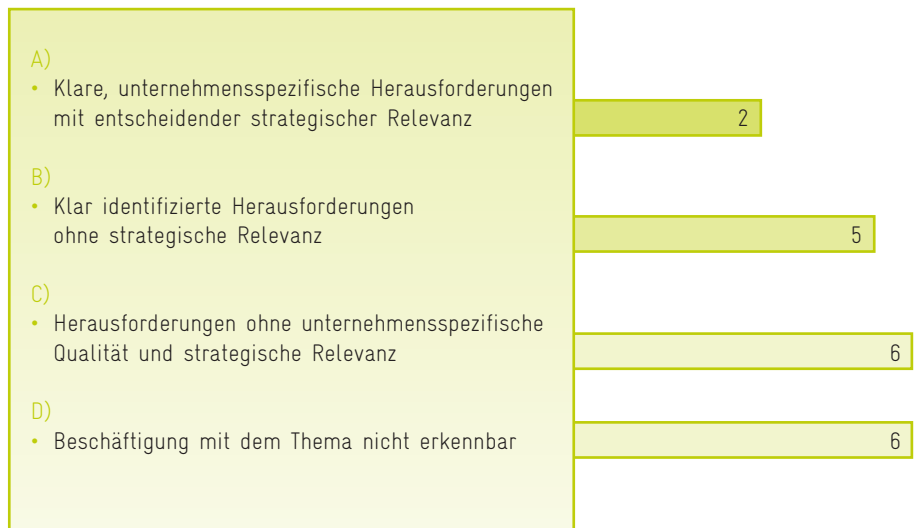 A)
• Klare, unternehmensspezifische Herausforderungen
mit entscheidender strategischer Relevanz
2
B)
• Klar identifizierte Herausforderungen
ohne strategische Relevanz
5
C)
• Herausforderungen ohne unternehmensspezifische
Qualität und strategische Relevanz
6
D)
• Beschäftigung mit dem Thema nicht erkennbar
6